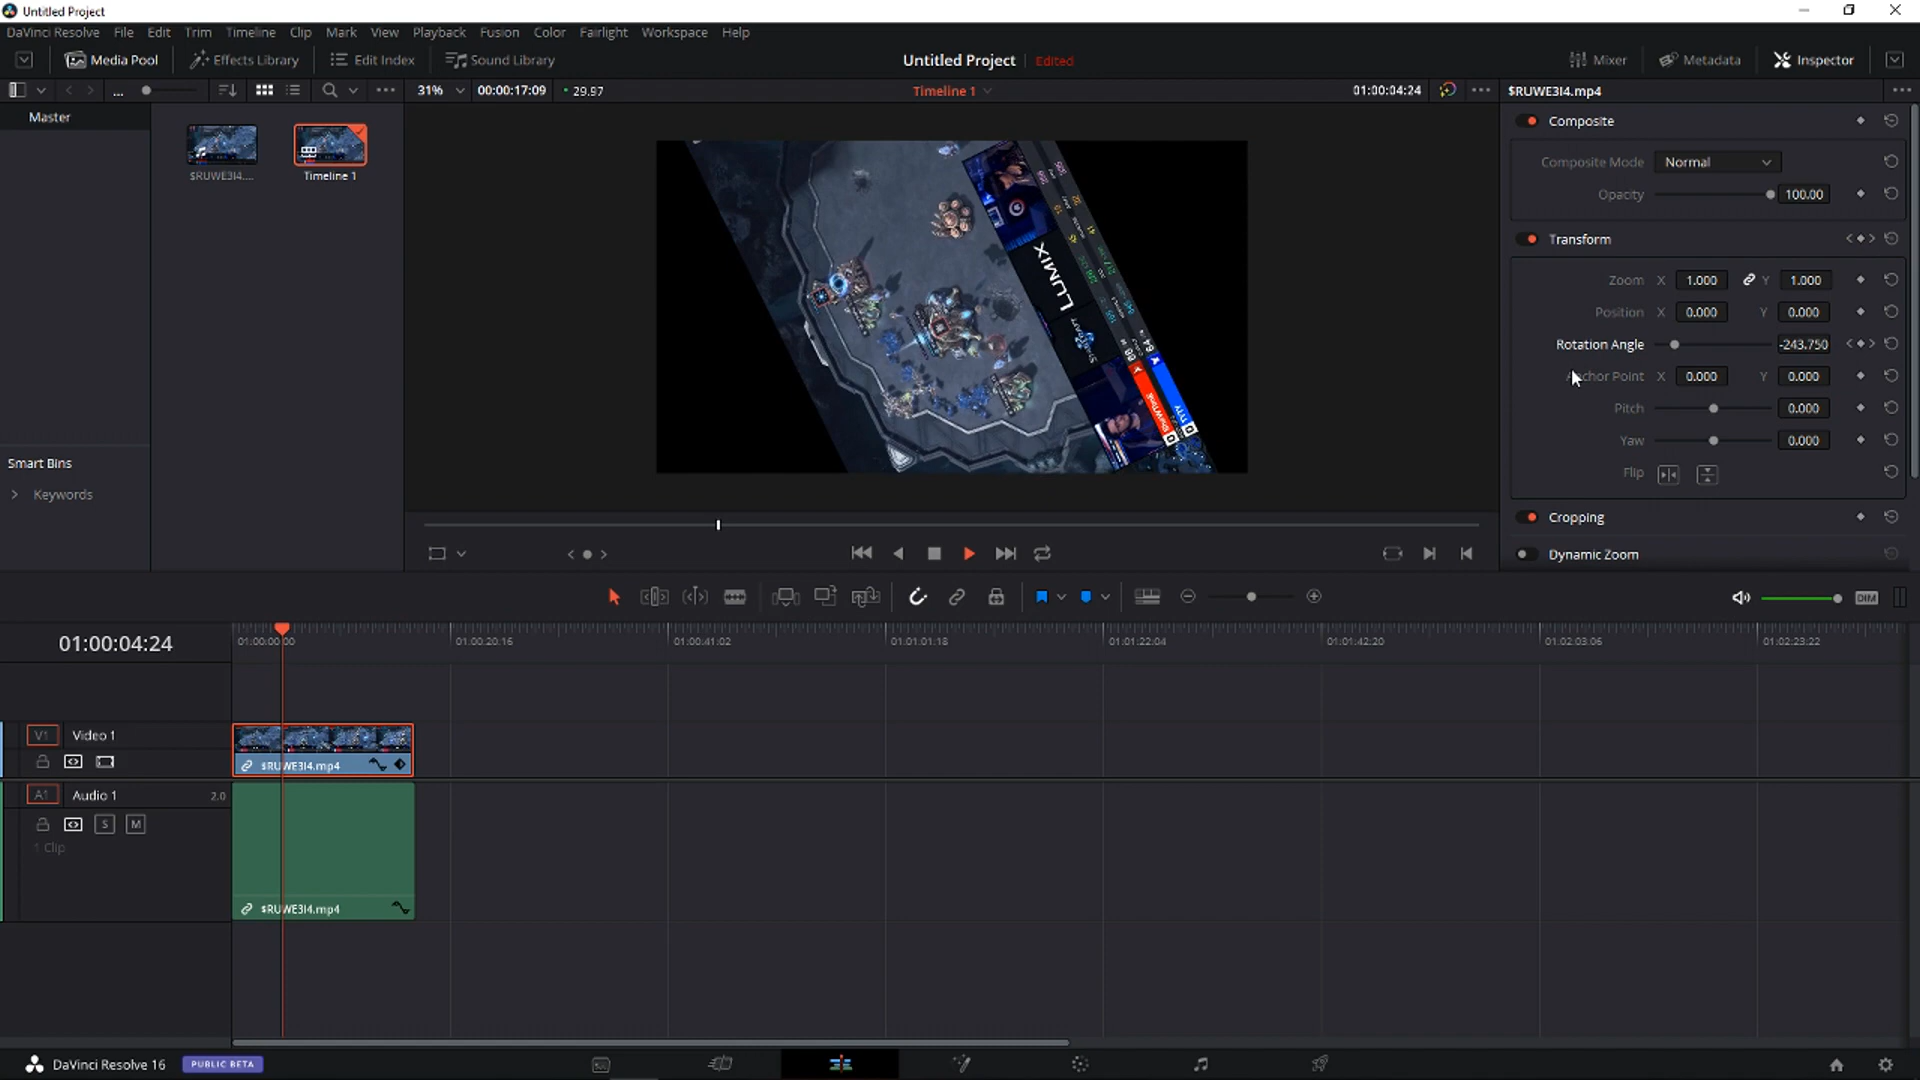 Untitled Project
DaVinci Resolve File Edit Trim Timeline Clip Mark View Playback Fusion Color Fairlight Workspace Help
Media Pool Effects Library Edit Index Sound Library Untitled Project Edited Mixer Metadata Inspector
... 31% 00:00:17:09 29.97 Timeline 1 01:00:04:24 $RUWE3I4.mp4
Master
$RUWE3I4....
Timeline 1
Smart Bins
Keywords
LUMIX
Composite
Composite Mode Normal
Opacity 100.00
Transform
Zoom X 1.000 Y 1.000
Position X 0.000 Y 0.000
Rotation Angle -243.750
Anchor Point X 0.000 Y 0.000
Pitch 0.000
Yaw 0.000
Flip
Cropping
Dynamic Zoom
DIM
01:00:04:24
01:00:00:00 01:00:20:16 01:00:41:02 01:01:01:18 01:01:22:04 01:01:42:20 01:02:03:06 01:02:23:22
V1 Video 1
$RUWE3I4.mp4
A1 Audio 1 2.0
S M
1 Clip
$RUWE3I4.mp4
DaVinci Resolve 16 PUBLIC BETA